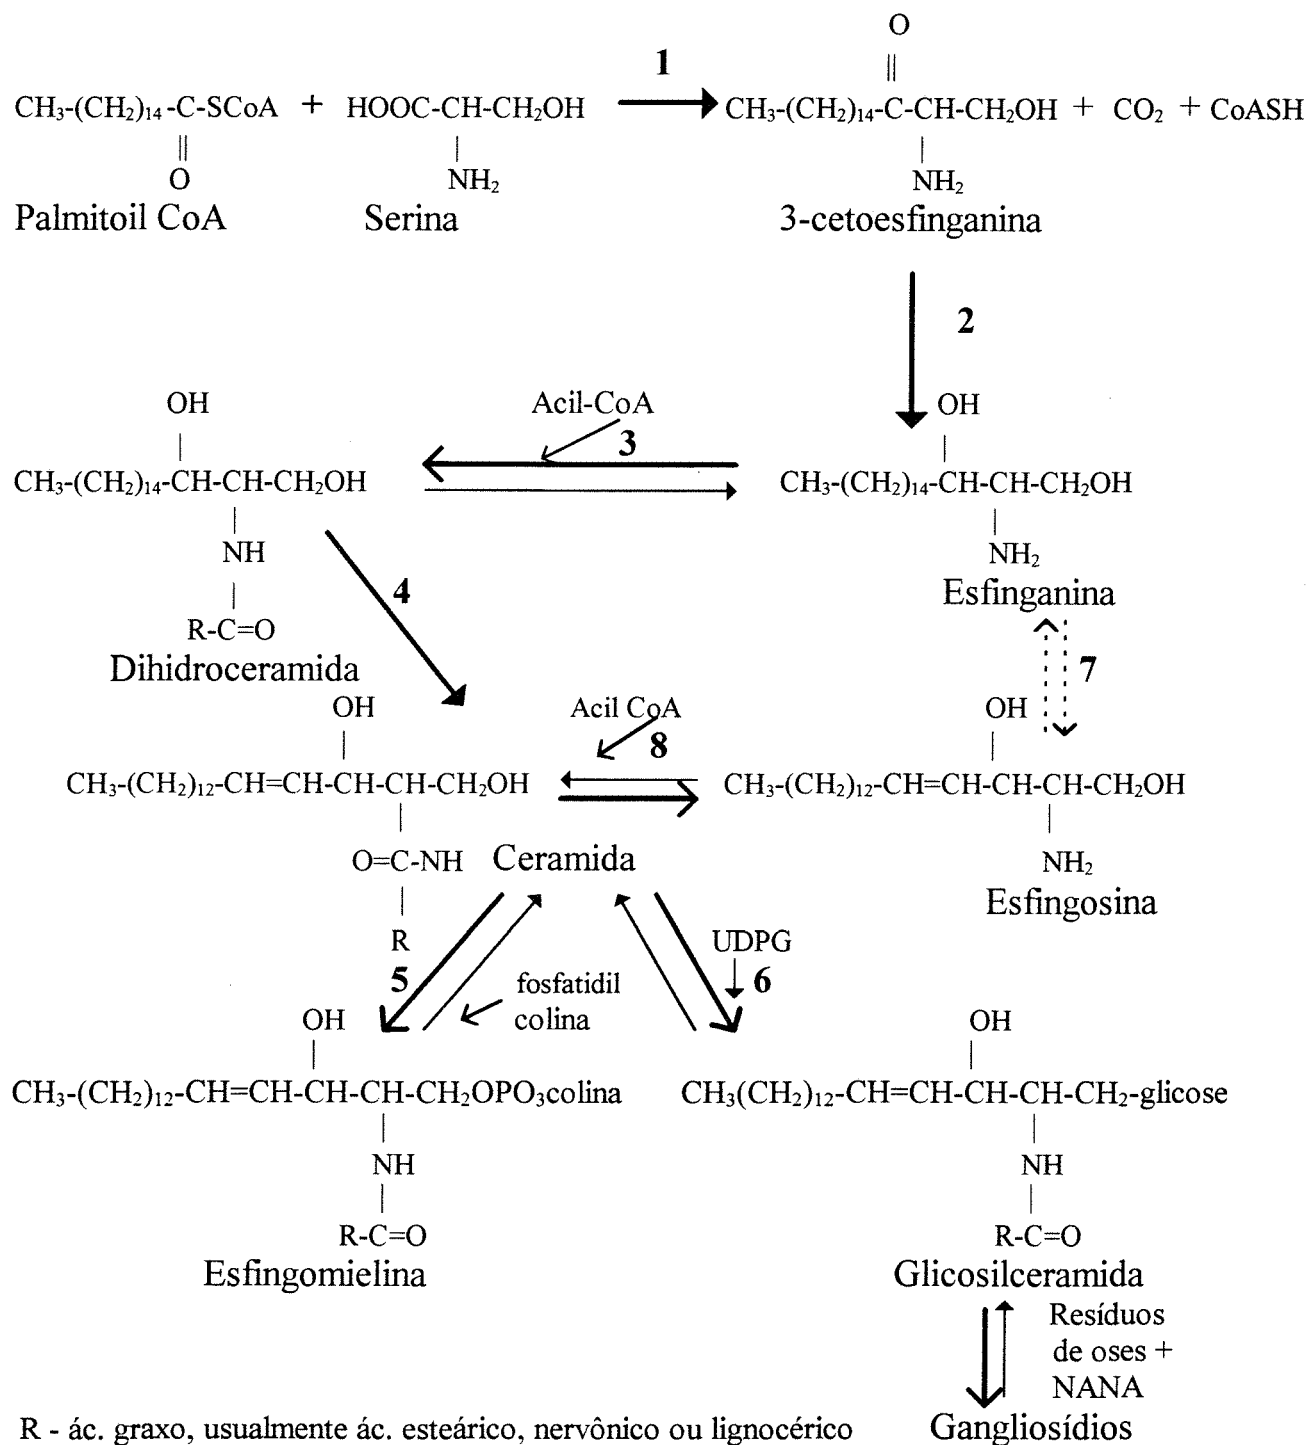 O
||
1
CH₃-(CH₂)₁₄-C-SCoA + HOOC-CH-CH₂OH CH₃-(CH₂)₁₄-C-CH-CH₂OH + CO₂ + CoASH
|| | |
O NH₂ NH₂
Palmitoil CoA Serina 3-cetoesfinganina
2
OH Acil-CoA OH
| 3 |
CH₃-(CH₂)₁₄-CH-CH-CH₂OH CH₃-(CH₂)₁₄-CH-CH-CH₂OH
| |
NH NH₂
| 4 Esfinganina
R-C=O
Dihidroceramida 7
OH Acil CoA OH
| 8 |
CH₃-(CH₂)₁₂-CH=CH-CH-CH-CH₂OH CH₃-(CH₂)₁₂-CH=CH-CH-CH-CH₂OH
| |
O=C-NH Ceramida NH₂
| Esfingosina
R UDPG
5 fosfatidil 6
colina
OH OH
| |
CH₃-(CH₂)₁₂-CH=CH-CH-CH-CH₂OPO₃colina CH₃(CH₂)₁₂-CH=CH-CH-CH-CH₂-glicose
| |
NH NH
| |
R-C=O R-C=O
Esfingomielina Glicosilceramida
Resíduos
de oses +
NANA
R - ác. graxo, usualmente ác. esteárico, nervônico ou lignocérico Gangliosídios